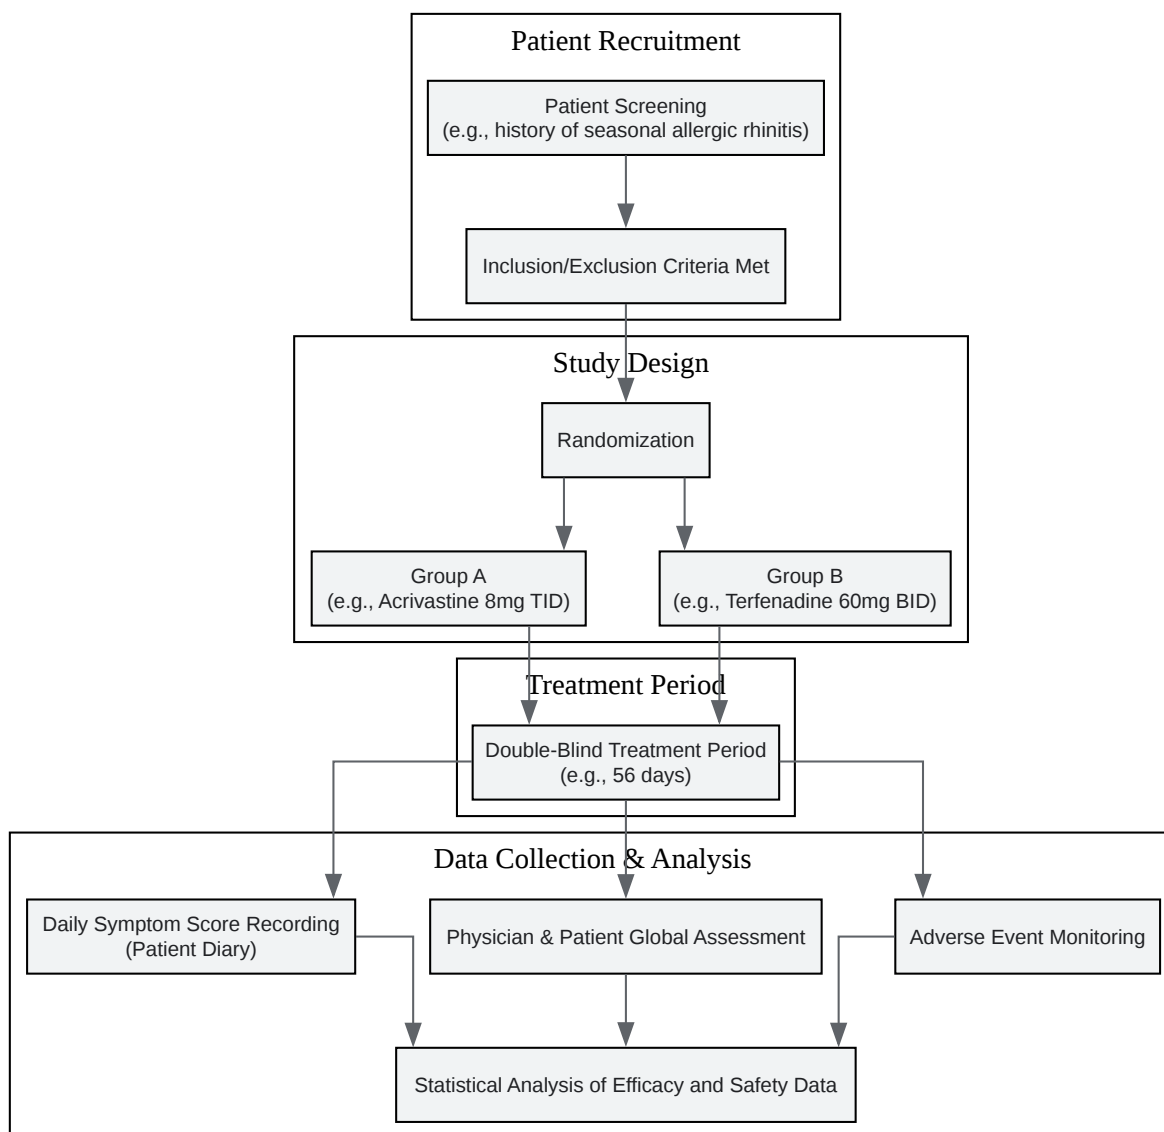 Patient Recruitment
Patient Screening
(e.g., history of seasonal allergic rhinitis)
Inclusion/Exclusion Criteria Met
Study Design
Randomization
Group A
(e.g., Acrivastine 8mg TID)
Group B
(e.g., Terfenadine 60mg BID)
Treatment Period
Double-Blind Treatment Period
(e.g., 56 days)
Data Collection & Analysis
Daily Symptom Score Recording
(Patient Diary)
Physician & Patient Global Assessment
Adverse Event Monitoring
Statistical Analysis of Efficacy and Safety Data